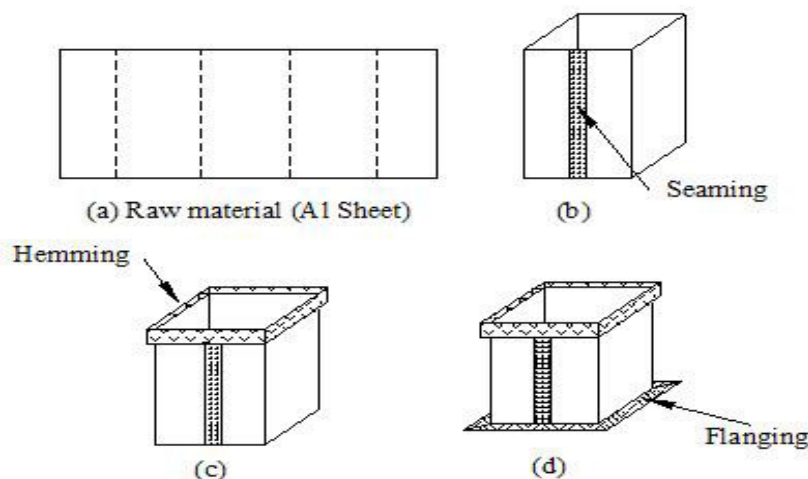 (a) Raw material (A1 Sheet)
Seaming
(b)
Hemming
(c)
Flanging
(d)